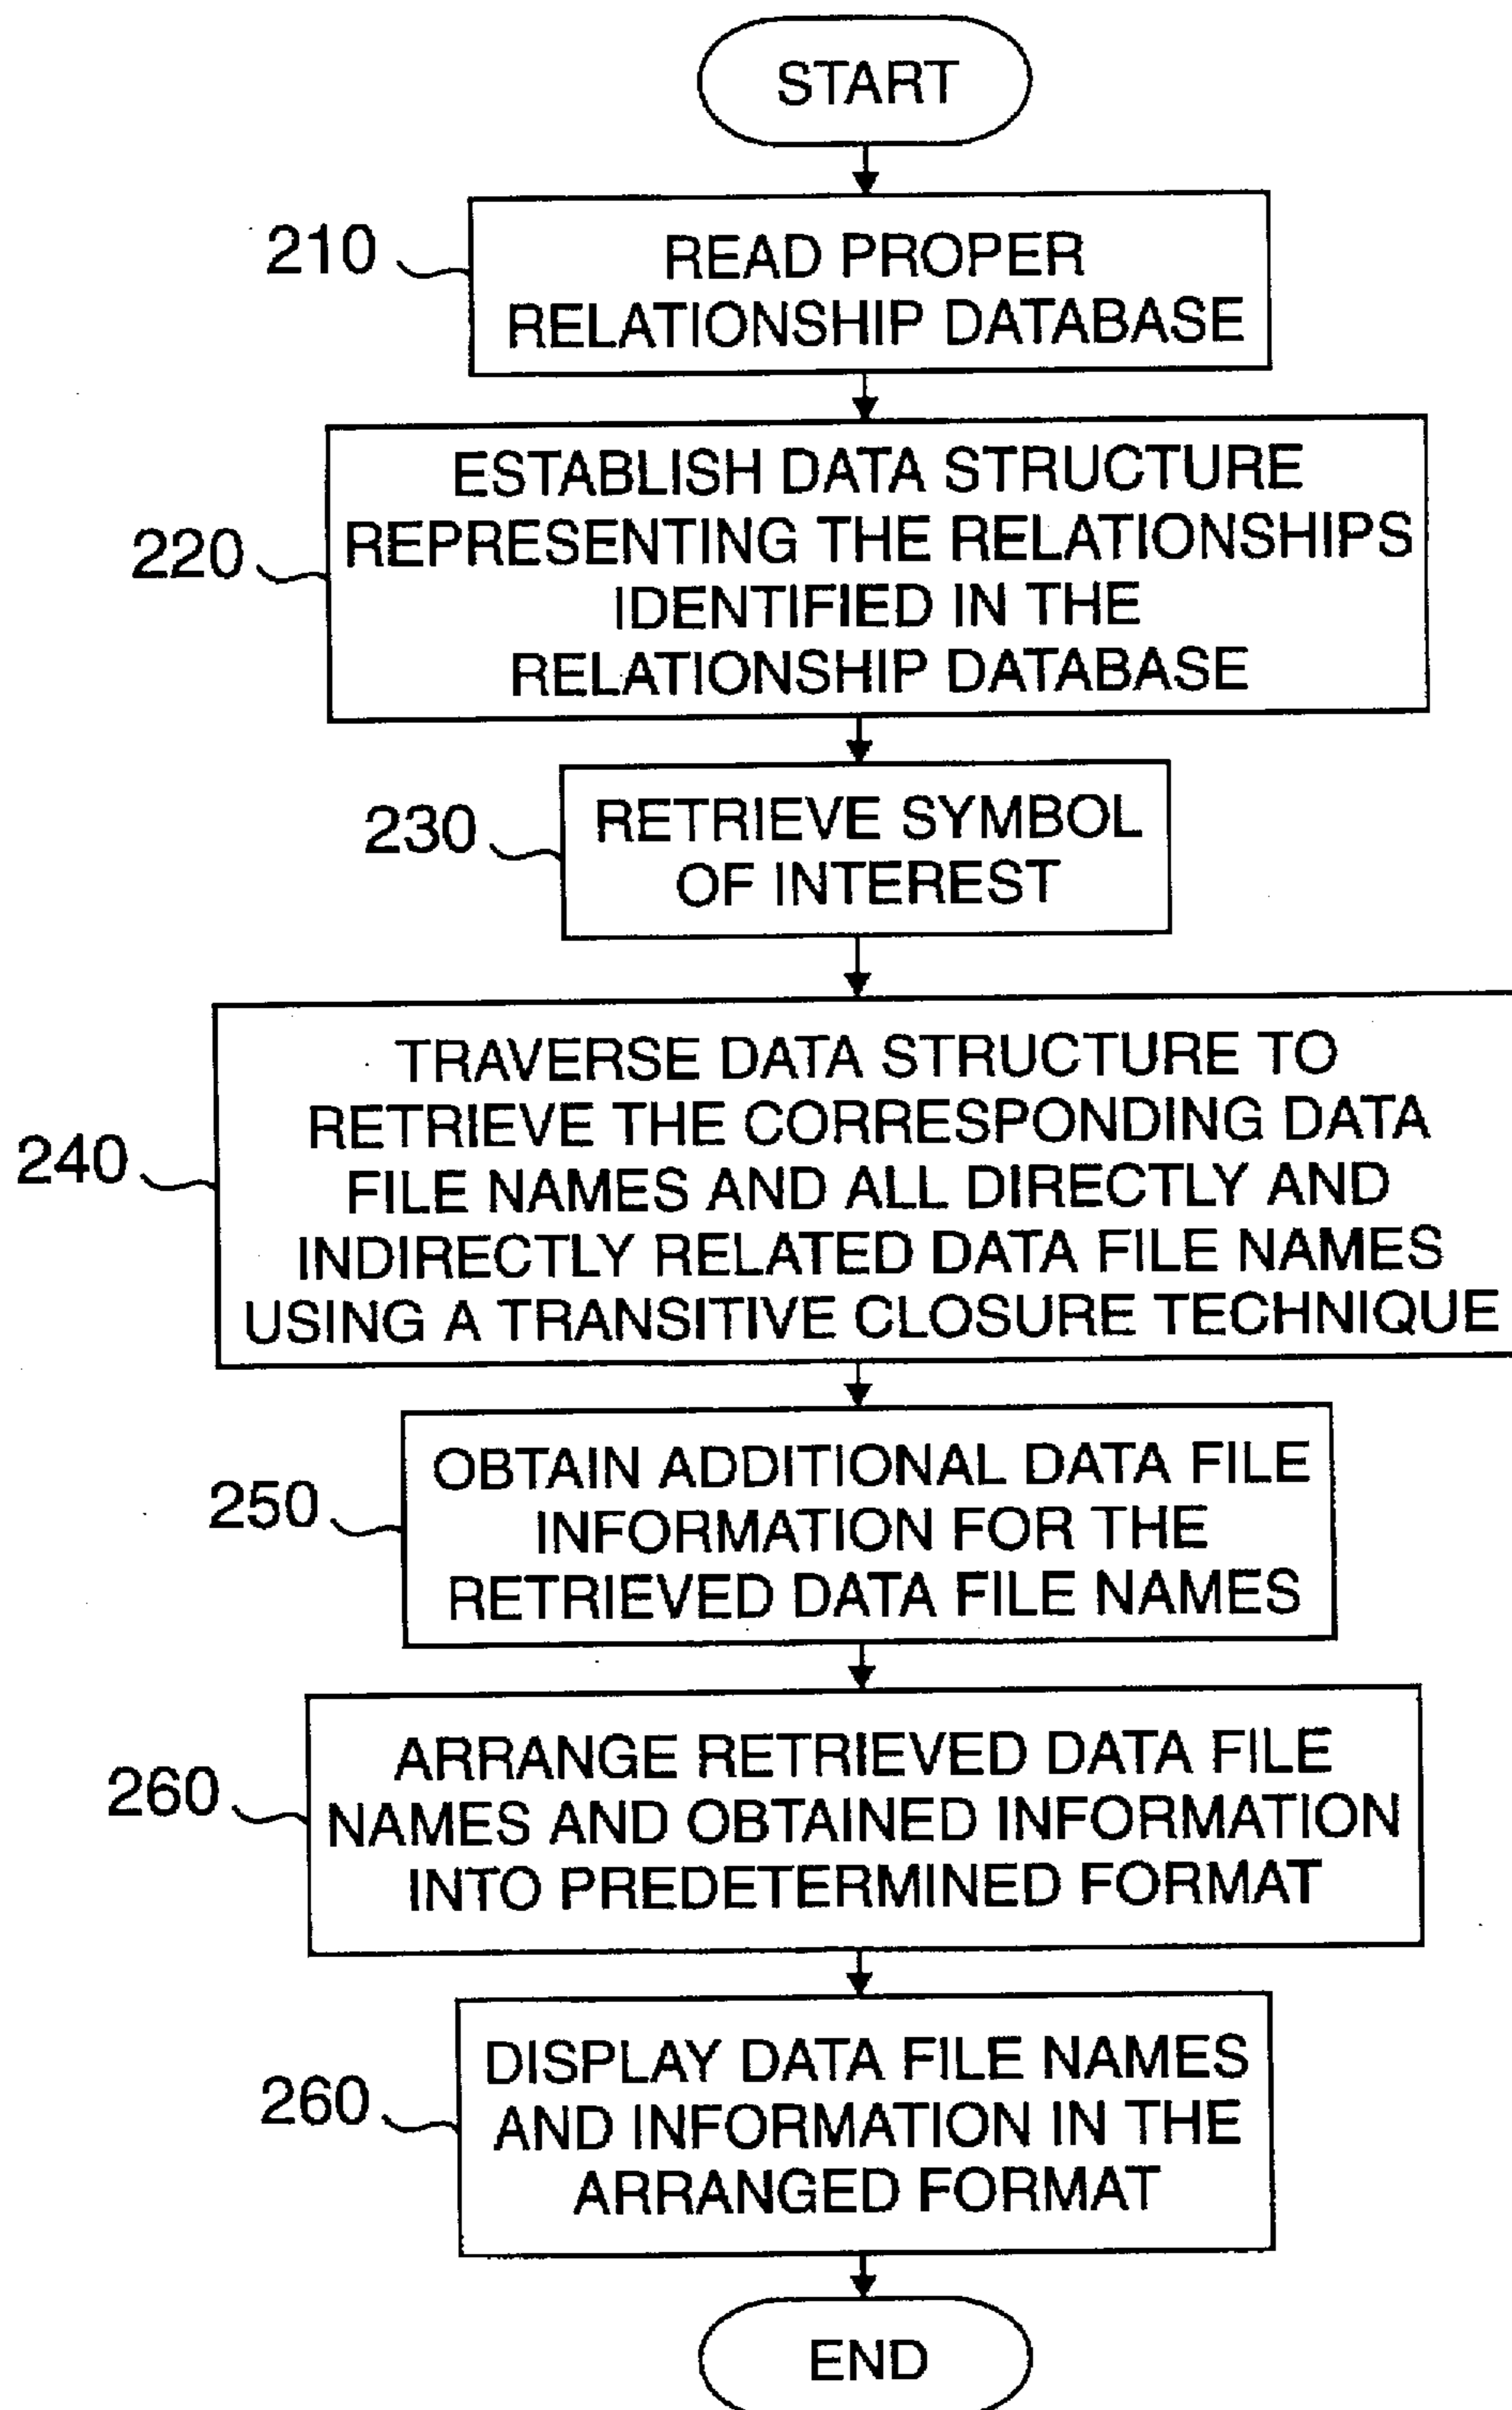 START
210
READ PROPER
RELATIONSHIP DATABASE
220
ESTABLISH DATA STRUCTURE
REPRESENTING THE RELATIONSHIPS
IDENTIFIED IN THE
RELATIONSHIP DATABASE
230
RETRIEVE SYMBOL
OF INTEREST
240
TRAVERSE DATA STRUCTURE TO
RETRIEVE THE CORRESPONDING DATA
FILE NAMES AND ALL DIRECTLY AND
INDIRECTLY RELATED DATA FILE NAMES
USING A TRANSITIVE CLOSURE TECHNIQUE
250
OBTAIN ADDITIONAL DATA FILE
INFORMATION FOR THE
RETRIEVED DATA FILE NAMES
260
ARRANGE RETRIEVED DATA FILE
NAMES AND OBTAINED INFORMATION
INTO PREDETERMINED FORMAT
260
DISPLAY DATA FILE NAMES
AND INFORMATION IN THE
ARRANGED FORMAT
END